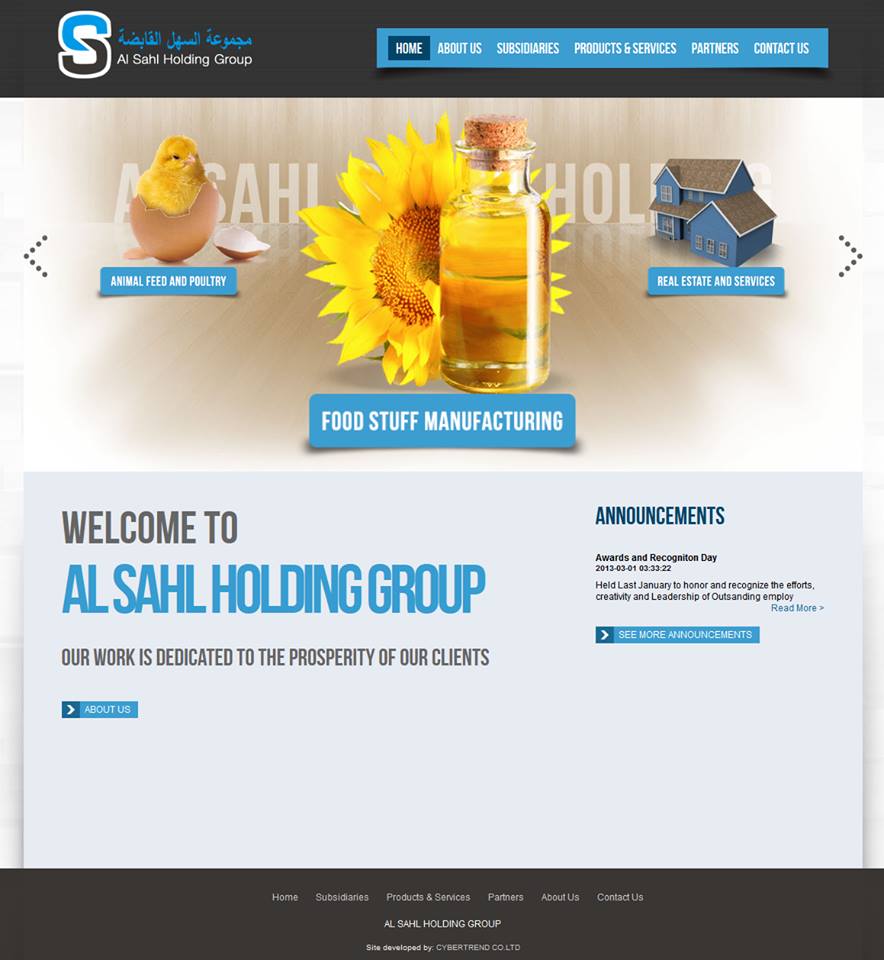 مجموعة السهل القابضة
Al Sahl Holding Group
HOME ABOUT US SUBSIDIARIES PRODUCTS & SERVICES PARTNERS CONTACT US
AL SAHL HOLDING
ANIMAL FEED AND POULTRY
REAL ESTATE AND SERVICES
FOOD STUFF MANUFACTURING
WELCOME TO
AL SAHL HOLDING GROUP
OUR WORK IS DEDICATED TO THE PROSPERITY OF OUR CLIENTS
ABOUT US
ANNOUNCEMENTS
Awards and Recogniton Day
2013-03-01 03:33:22
Held Last January to honor and recognize the efforts,
creativity and Leadership of Outsanding employ
Read More >
SEE MORE ANNOUNCEMENTS
Home Subsidiaries Products & Services Partners About Us Contact Us
AL SAHL HOLDING GROUP
Site developed by: CYBERTREND CO.LTD